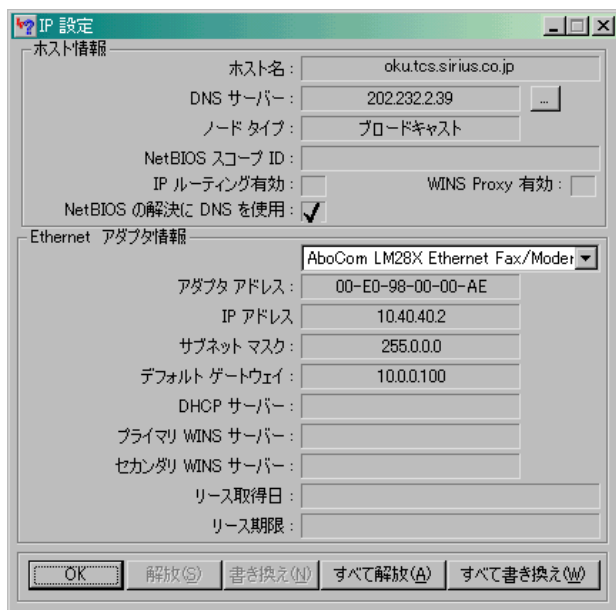 IP 設定
ホスト情報
ホスト名 : oku.tcs.sirius.co.jp
DNS サーバー : 202.232.2.39 ...
ノード タイプ : ブロードキャスト
NetBIOS スコープ ID :
IP ルーティング有効 : WINS Proxy 有効 :
NetBIOS の解決に DNS を使用 :
Ethernet アダプタ情報
AboCom LM28X Ethernet Fax/Moder
アダプタ アドレス : 00-E0-98-00-00-AE
IP アドレス 10.40.40.2
サブネット マスク : 255.0.0.0
デフォルト ゲートウェイ : 10.0.0.100
DHCP サーバー :
プライマリ WINS サーバー :
セカンダリ WINS サーバー :
リース取得日 :
リース期限 :
OK 解放(S) 書き換え(N) すべて解放(A) すべて書き換え(W)